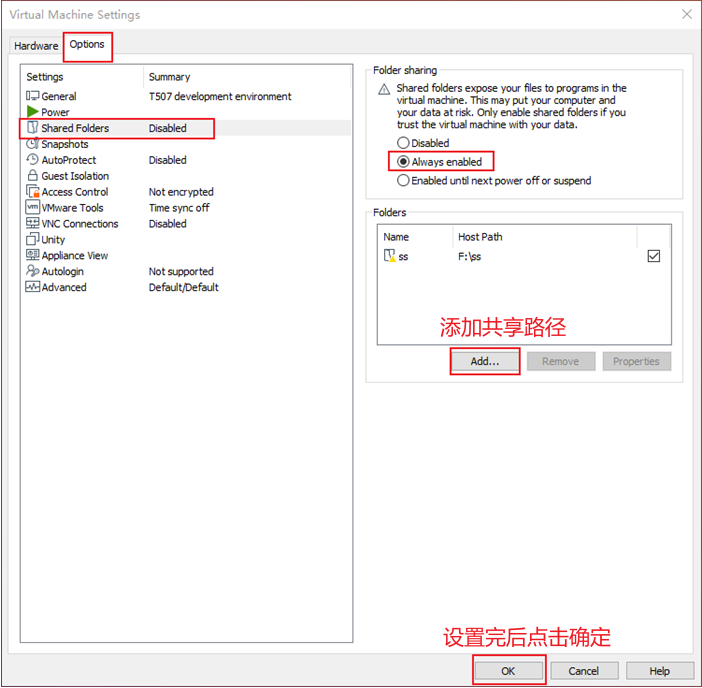 Virtual Machine Settings
Hardware Options
Settings Summary
General T507 development environment
Power
Shared Folders Disabled
Snapshots
AutoProtect Disabled
Guest Isolation
Access Control Not encrypted
VMware Tools Time sync off
VNC Connections Disabled
Unity
Appliance View
Autologin Not supported
Advanced Default/Default
Folder sharing
Shared folders expose your files to programs in the
virtual machine. This may put your computer and
your data at risk. Only enable shared folders if you
trust the virtual machine with your data.
Disabled
Always enabled
Enabled until next power off or suspend
Folders
Name Host Path
ss F:\ss
添加共享路径
Add... Remove Properties
设置完后点击确定
OK Cancel Help